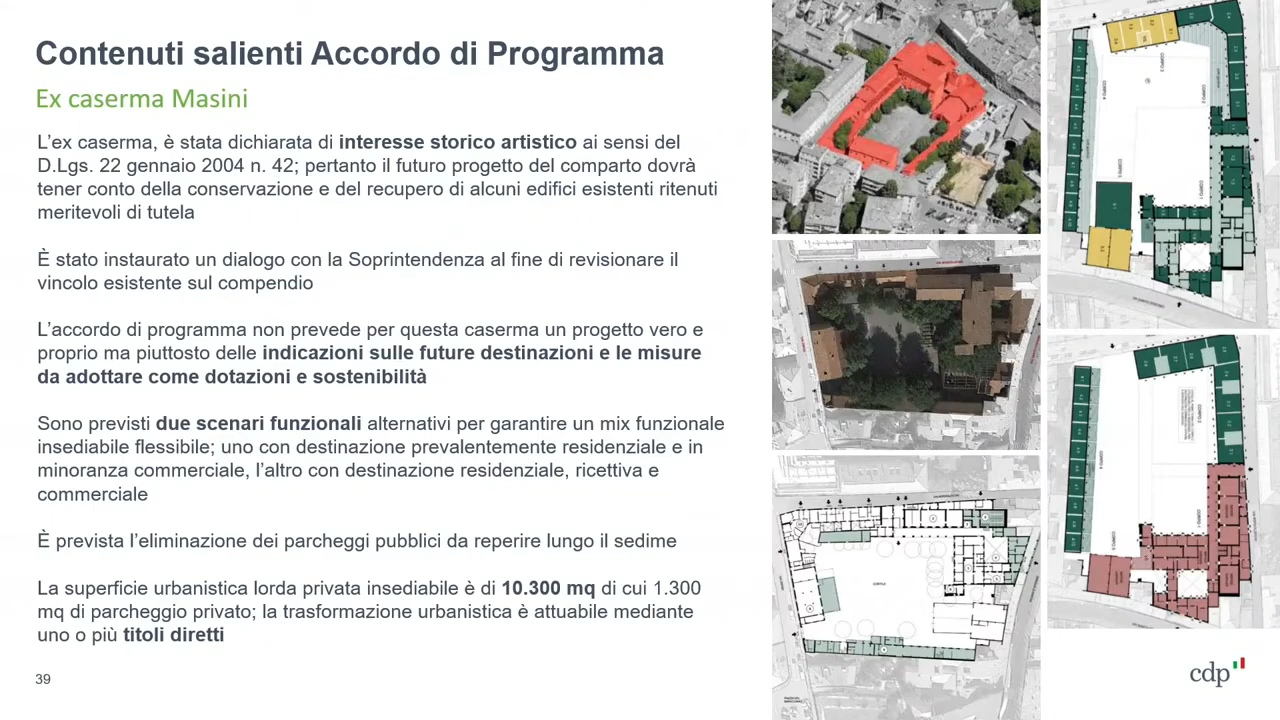 Contenuti salienti Accordo di Programma
Ex caserma Masini
L’ex caserma, è stata dichiarata di interesse storico artistico ai sensi del
D.Lgs. 22 gennaio 2004 n. 42; pertanto il futuro progetto del comparto dovrà
tener conto della conservazione e del recupero di alcuni edifici esistenti ritenuti
meritevoli di tutela
È stato instaurato un dialogo con la Soprintendenza al fine di revisionare il
vincolo esistente sul compendio
L’accordo di programma non prevede per questa caserma un progetto vero e
proprio ma piuttosto delle indicazioni sulle future destinazioni e le misure
da adottare come dotazioni e sostenibilità
Sono previsti due scenari funzionali alternativi per garantire un mix funzionale
insediabile flessibile; uno con destinazione prevalentemente residenziale e in
minoranza commerciale, l’altro con destinazione residenziale, ricettiva e
commerciale
È prevista l’eliminazione dei parcheggi pubblici da reperire lungo il sedime
La superficie urbanistica lorda privata insediabile è di 10.300 mq di cui 1.300
mq di parcheggio privato; la trasformazione urbanistica è attuabile mediante
uno o più titoli diretti
39
cdp